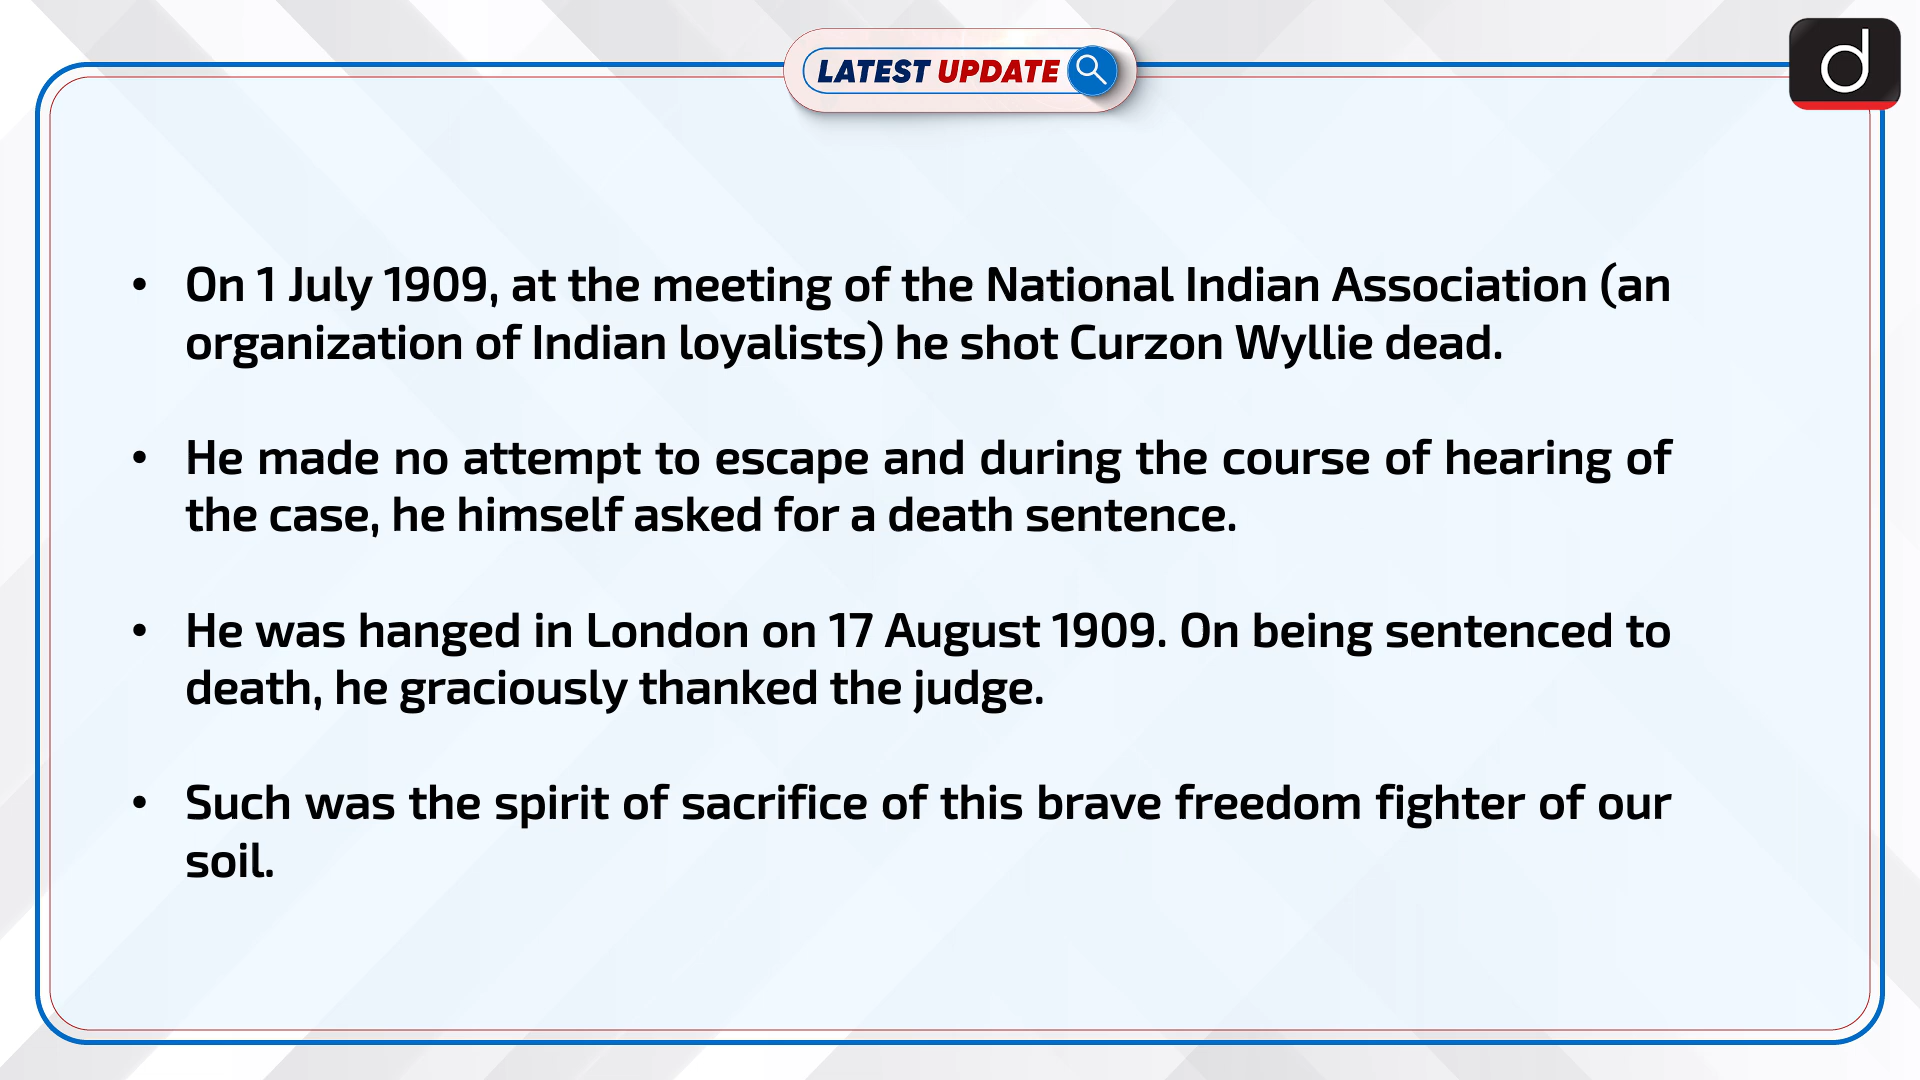 LATEST UPDATE
d
• On 1 July 1909, at the meeting of the National Indian Association (an
organization of Indian loyalists) he shot Curzon Wyllie dead.
• He made no attempt to escape and during the course of hearing of
the case, he himself asked for a death sentence.
• He was hanged in London on 17 August 1909. On being sentenced to
death, he graciously thanked the judge.
• Such was the spirit of sacrifice of this brave freedom fighter of our
soil.